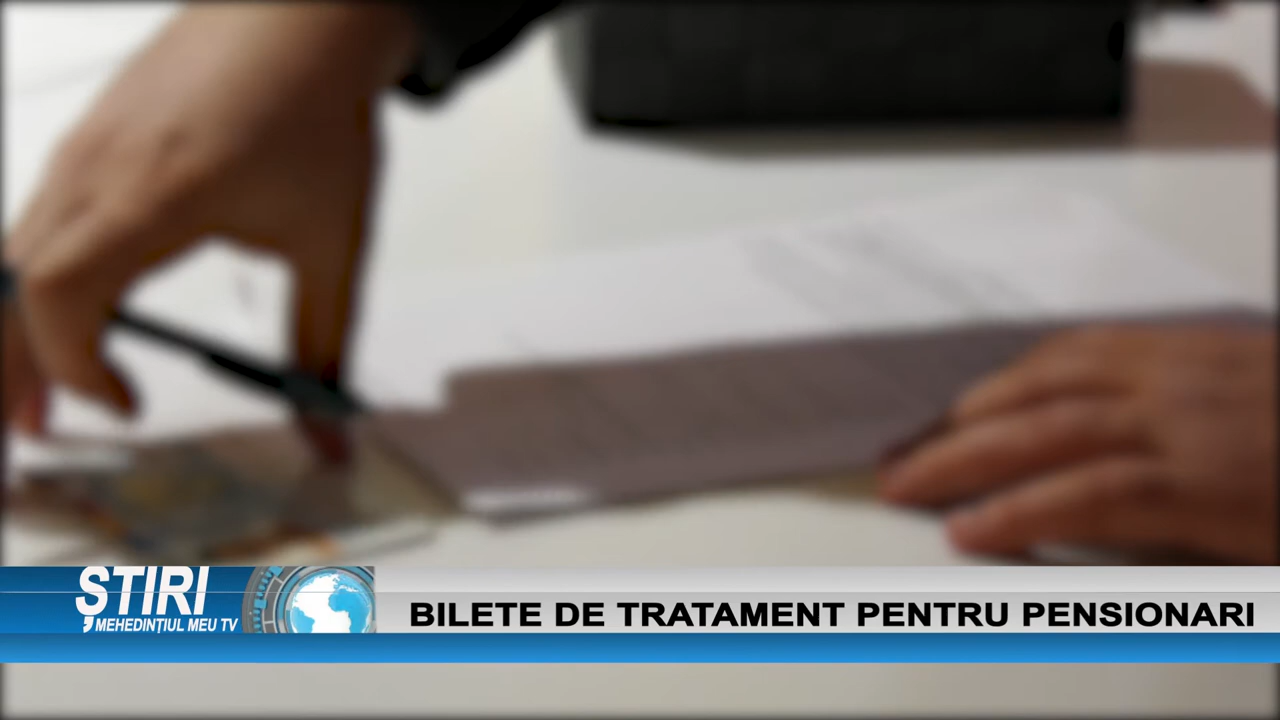 ȘTIRI
MEHEDINȚIUL MEU TV
BILETE DE TRATAMENT PENTRU PENSIONARI